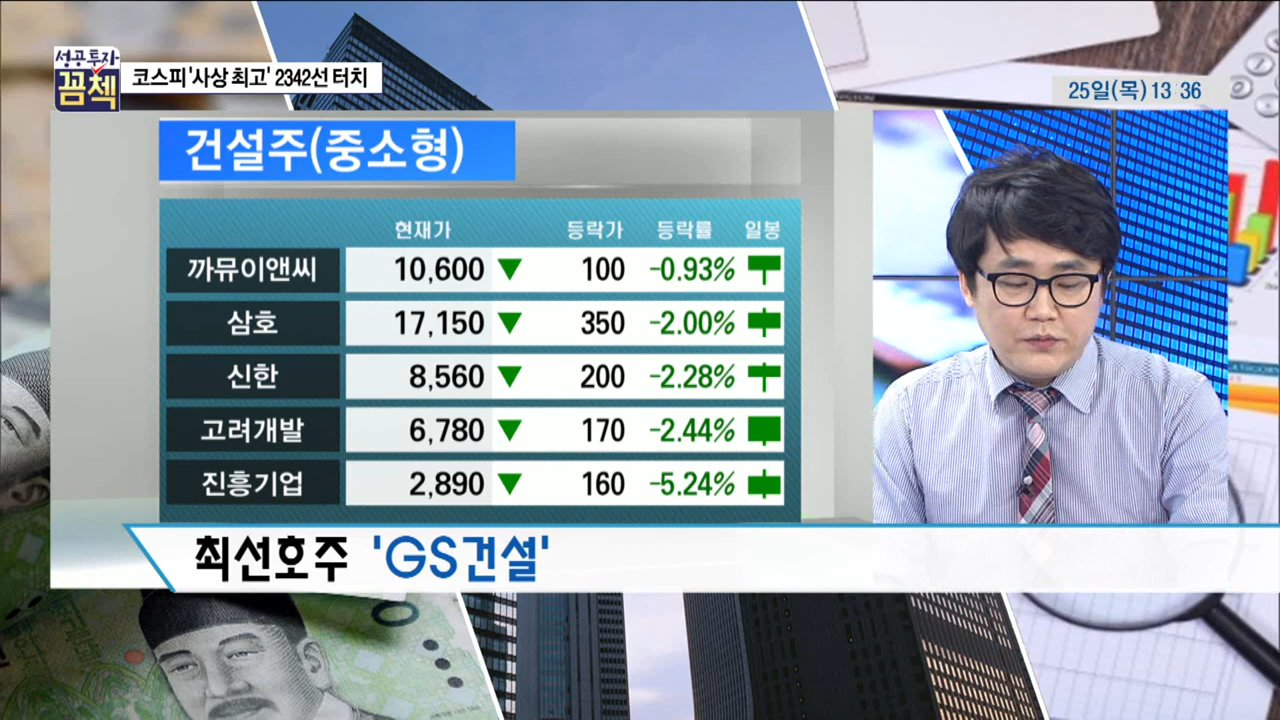 성공투자
꼼첵
코스피 '사상 최고' 2342선 터치
25일(목) 13 36
건설주(중소형)
현재가 등락가 등락률 일봉
까뮤이앤씨 10,600 ▼ 100 -0.93%
삼호 17,150 ▼ 350 -2.00%
신한 8,560 ▼ 200 -2.28%
고려개발 6,780 ▼ 170 -2.44%
진흥기업 2,890 ▼ 160 -5.24%
최선호주 'GS건설'